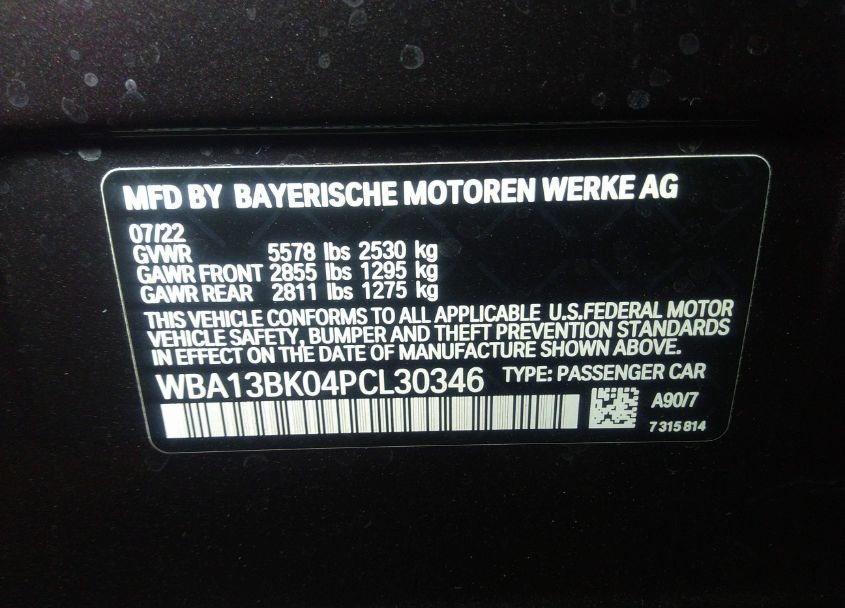 MFD BY BAYERISCHE MOTOREN WERKE AG
07/22
GVWR 5578 lbs 2530 kg
GAWR FRONT 2855 lbs 1295 kg
GAWR REAR 2811 lbs 1275 kg
THIS VEHICLE CONFORMS TO ALL APPLICABLE U.S.FEDERAL MOTOR
VEHICLE SAFETY, BUMPER AND THEFT PREVENTION STANDARDS
IN EFFECT ON THE DATE OF MANUFACTURE SHOWN ABOVE.
WBA13BK04PCL30346 TYPE: PASSENGER CAR
A90/7
7 315 814